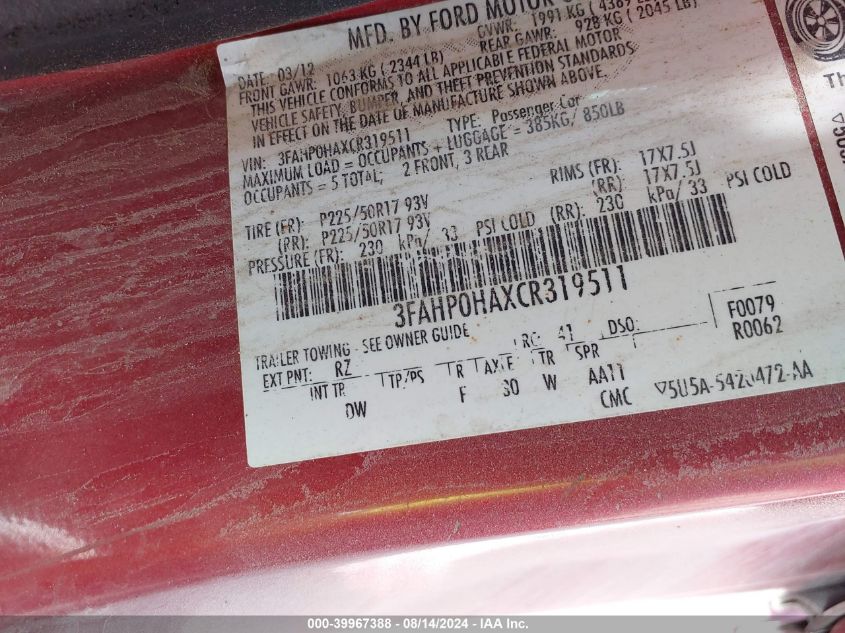 MFD. BY FORD MOTOR
GVWR: 1991 KG
DATE: 03/12
FRONT GAWR: 1063 KG (2344 LB)
REAR GAWR: 928 KG (2045 LB)
THIS VEHICLE CONFORMS TO ALL APPLICABLE FEDERAL MOTOR
VEHICLE SAFETY, BUMPER, AND THEFT PREVENTION STANDARDS
IN EFFECT ON THE DATE OF MANUFACTURE SHOWN ABOVE.
VIN: 3FAHP0HAXCR319511 TYPE: Passenger Car
MAXIMUM LOAD = OCCUPANTS + LUGGAGE = 385KG/ 850LB
OCCUPANTS = 5 TOTAL; 2 FRONT, 3 REAR
TIRE (FR): P225/50R17 93V RIMS (FR): 17X7.5J
(RR): P225/50R17 93V (RR): 17X7.5J
PRESSURE (FR): 230 kPa/ 33 PSI COLD (RR): 230 kPa/ 33 PSI COLD
3FAHP0HAXCR319511
TRAILER TOWING - SEE OWNER GUIDE
RC: 41 DSO: F0079
EXT PNT: RZ R0062
INT TR TP/PS R AXLE TR SPR
DW F 30 W AA11
CMC ▽5U5A-5420472-AA
000-39967388 - 08/14/2024 - IAA Inc.